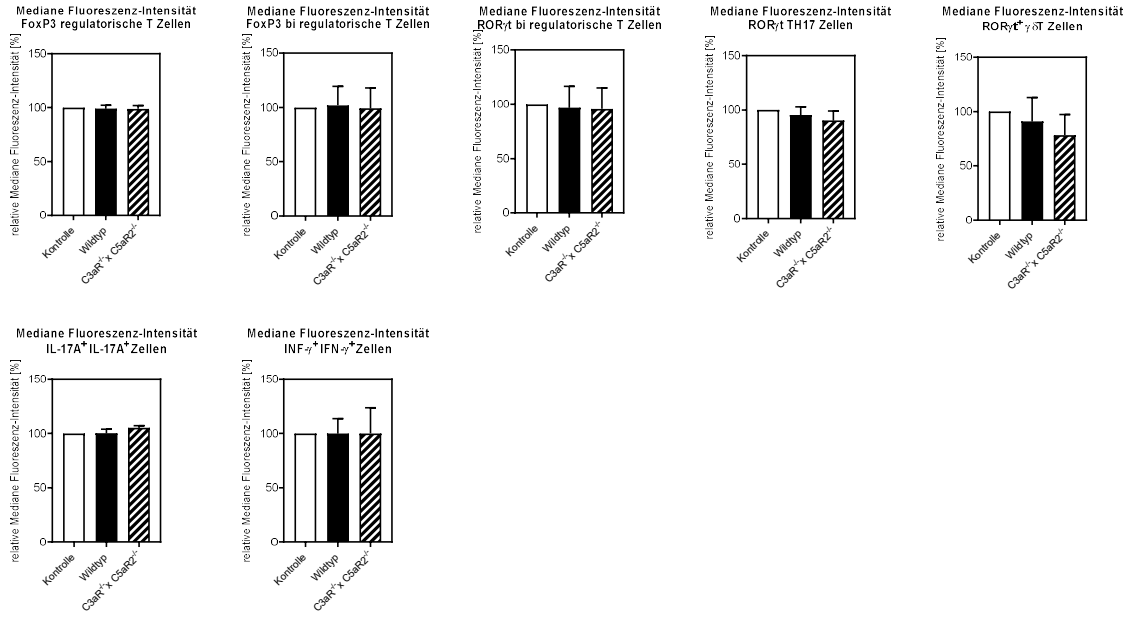 Mediane Fluoreszenz-Intensität
FoxP3 regulatorische T Zellen
relative Mediane Fluoreszenz-Intensität [%]
150
100
50
0
Kontrolle
Wildtyp
C3aR⁻/⁻x C5aR2⁻/⁻
Mediane Fluoreszenz-Intensität
FoxP3 bi regulatorische T Zellen
relative Mediane Fluoreszenz-Intensität [%]
150
100
50
0
Kontrolle
Wildtyp
C3aR⁻/⁻x C5aR2⁻/⁻
Mediane Fluoreszenz-Intensität
RORγt bi regulatorische T Zellen
relative Mediane Fluoreszenz-Intensität [%]
150
100
50
0
Kontrolle
Wildtyp
C3aR⁻/⁻x C5aR2⁻/⁻
Mediane Fluoreszenz-Intensität
RORγt TH17 Zellen
relative Mediane Fluoreszenz-Intensität [%]
150
100
50
0
Kontrolle
Wildtyp
C3aR⁻/⁻x C5aR2⁻/⁻
Mediane Fluoreszenz-Intensität
RORγt⁺ γδT Zellen
relative Mediane Fluoreszenz-Intensität [%]
150
100
50
0
Kontrolle
Wildtyp
C3aR⁻/⁻x C5aR2⁻/⁻
Mediane Fluoreszenz-Intensität
IL-17A⁺ IL-17A⁺ Zellen
relative Mediane Fluoreszenz-Intensität [%]
150
100
50
0
Kontrolle
Wildtyp
C3aR⁻/⁻x C5aR2⁻/⁻
Mediane Fluoreszenz-Intensität
INF-γ⁺ IFN-γ⁺ Zellen
relative Mediane Fluoreszenz-Intensität [%]
150
100
50
0
Kontrolle
Wildtyp
C3aR⁻/⁻x C5aR2⁻/⁻